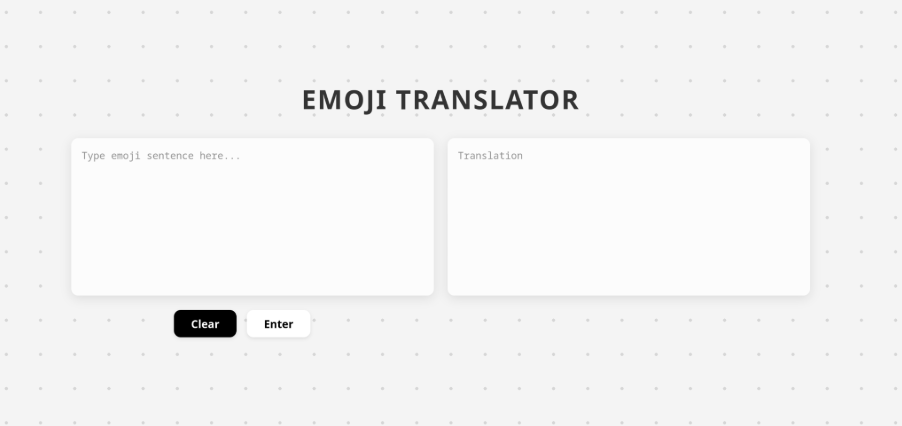 EMOJI TRANSLATOR
Type emoji sentence here...
Translation
Clear
Enter